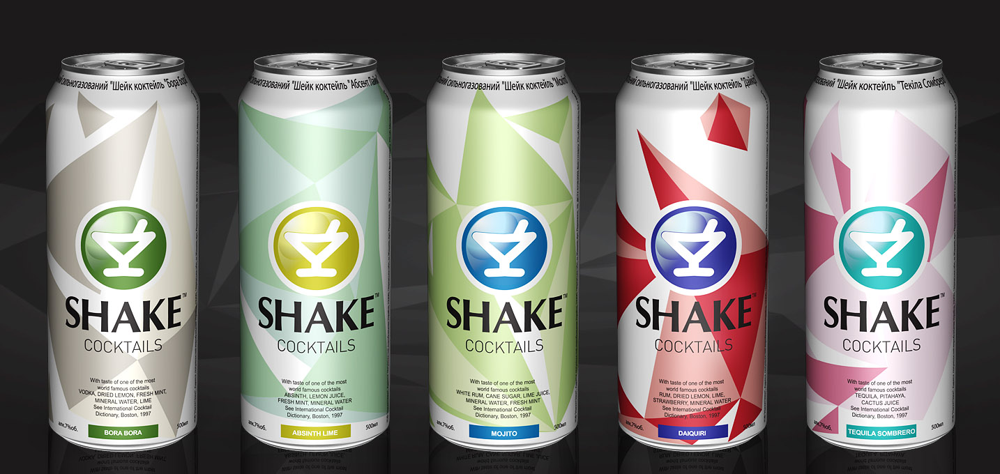 сильногазований "Шейк коктейль "Бора Бора
SHAKE™
COCKTAILS
With taste of one of the most
world famous cocktails
VODKA, DRIED LEMON, FRESH MINT,
MINERAL WATER, LIME
See International Cocktail
Dictionary, Boston, 1997
алк.7%об.
500мл
BORA BORA
сильногазований "Шейк коктейль "Абсент Лайм
SHAKE™
COCKTAILS
With taste of one of the most
world famous cocktails
ABSINTH, LEMON JUICE,
FRESH MINT, MINERAL WATER
See International Cocktail
Dictionary, Boston, 1997
алк.7%об.
500мл
ABSINTH LIME
сильногазований "Шейк коктейль "Мохіто
SHAKE™
COCKTAILS
With taste of one of the most
world famous cocktails
WHITE RUM, CANE SUGAR, LIME JUICE,
MINERAL WATER, FRESH MINT
See International Cocktail
Dictionary, Boston, 1997
алк.7%об.
500мл
MOJITO
сильногазований "Шейк коктейль "Дайкірі
SHAKE™
COCKTAILS
With taste of one of the most
world famous cocktails
RUM, DRIED LEMON, LIME,
STRAWBERRY, MINERAL WATER
See International Cocktail
Dictionary, Boston, 1997
алк.7%об.
500мл
DAIQUIRI
"Шейк коктейль "Текіла Сомбреро
SHAKE™
COCKTAILS
With taste of one of the most
world famous cocktails
TEQUILA, PITAHAYA,
CACTUS JUICE
See International Cocktail
Dictionary, Boston, 1997
алк.7%об.
500мл
TEQUILA SOMBRERO